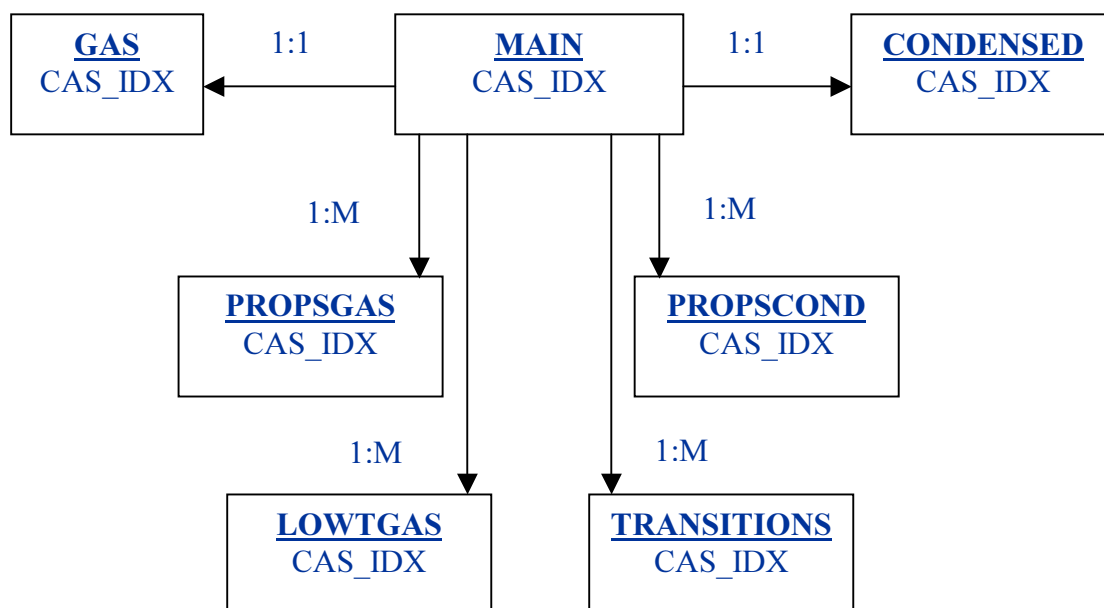 GAS
CAS_IDX
1:1
MAIN
CAS_IDX
1:1
CONDENSED
CAS_IDX
1:M
1:M
PROPSGAS
CAS_IDX
PROPSCOND
CAS_IDX
1:M
1:M
LOWTGAS
CAS_IDX
TRANSITIONS
CAS_IDX